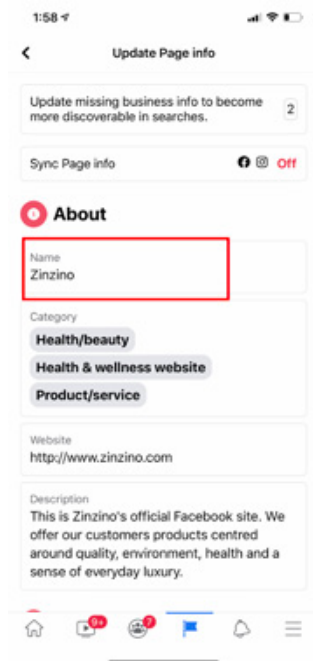 1:58
Update Page info
Update missing business info to become
more discoverable in searches.
2
Sync Page info
Off
About
Name
Zinzino
Category
Health/beauty
Health & wellness website
Product/service
Website
http://www.zinzino.com
Description
This is Zinzino's official Facebook site. We
offer our customers products centred
around quality, environment, health and a
sense of everyday luxury.
9+
9